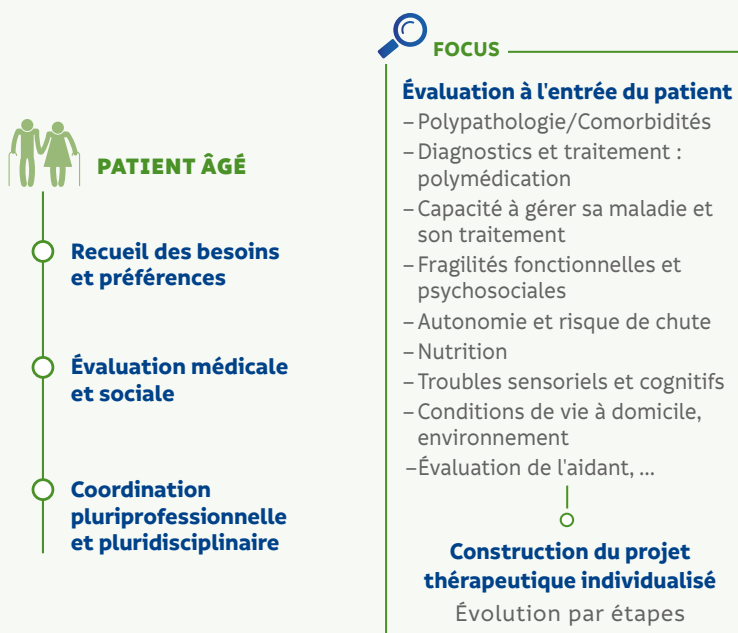 PATIENT ÂGÉ
Recueil des besoins
et préférences
Évaluation médicale
et sociale
Coordination
pluriprofessionnelle
et pluridisciplinaire
FOCUS
Évaluation à l'entrée du patient
– Polypathologie/Comorbidités
– Diagnostics et traitement :
polymédication
– Capacité à gérer sa maladie et
son traitement
– Fragilités fonctionnelles et
psychosociales
– Autonomie et risque de chute
– Nutrition
– Troubles sensoriels et cognitifs
– Conditions de vie à domicile,
environnement
–Évaluation de l'aidant, ...
Construction du projet
thérapeutique individualisé
Évolution par étapes